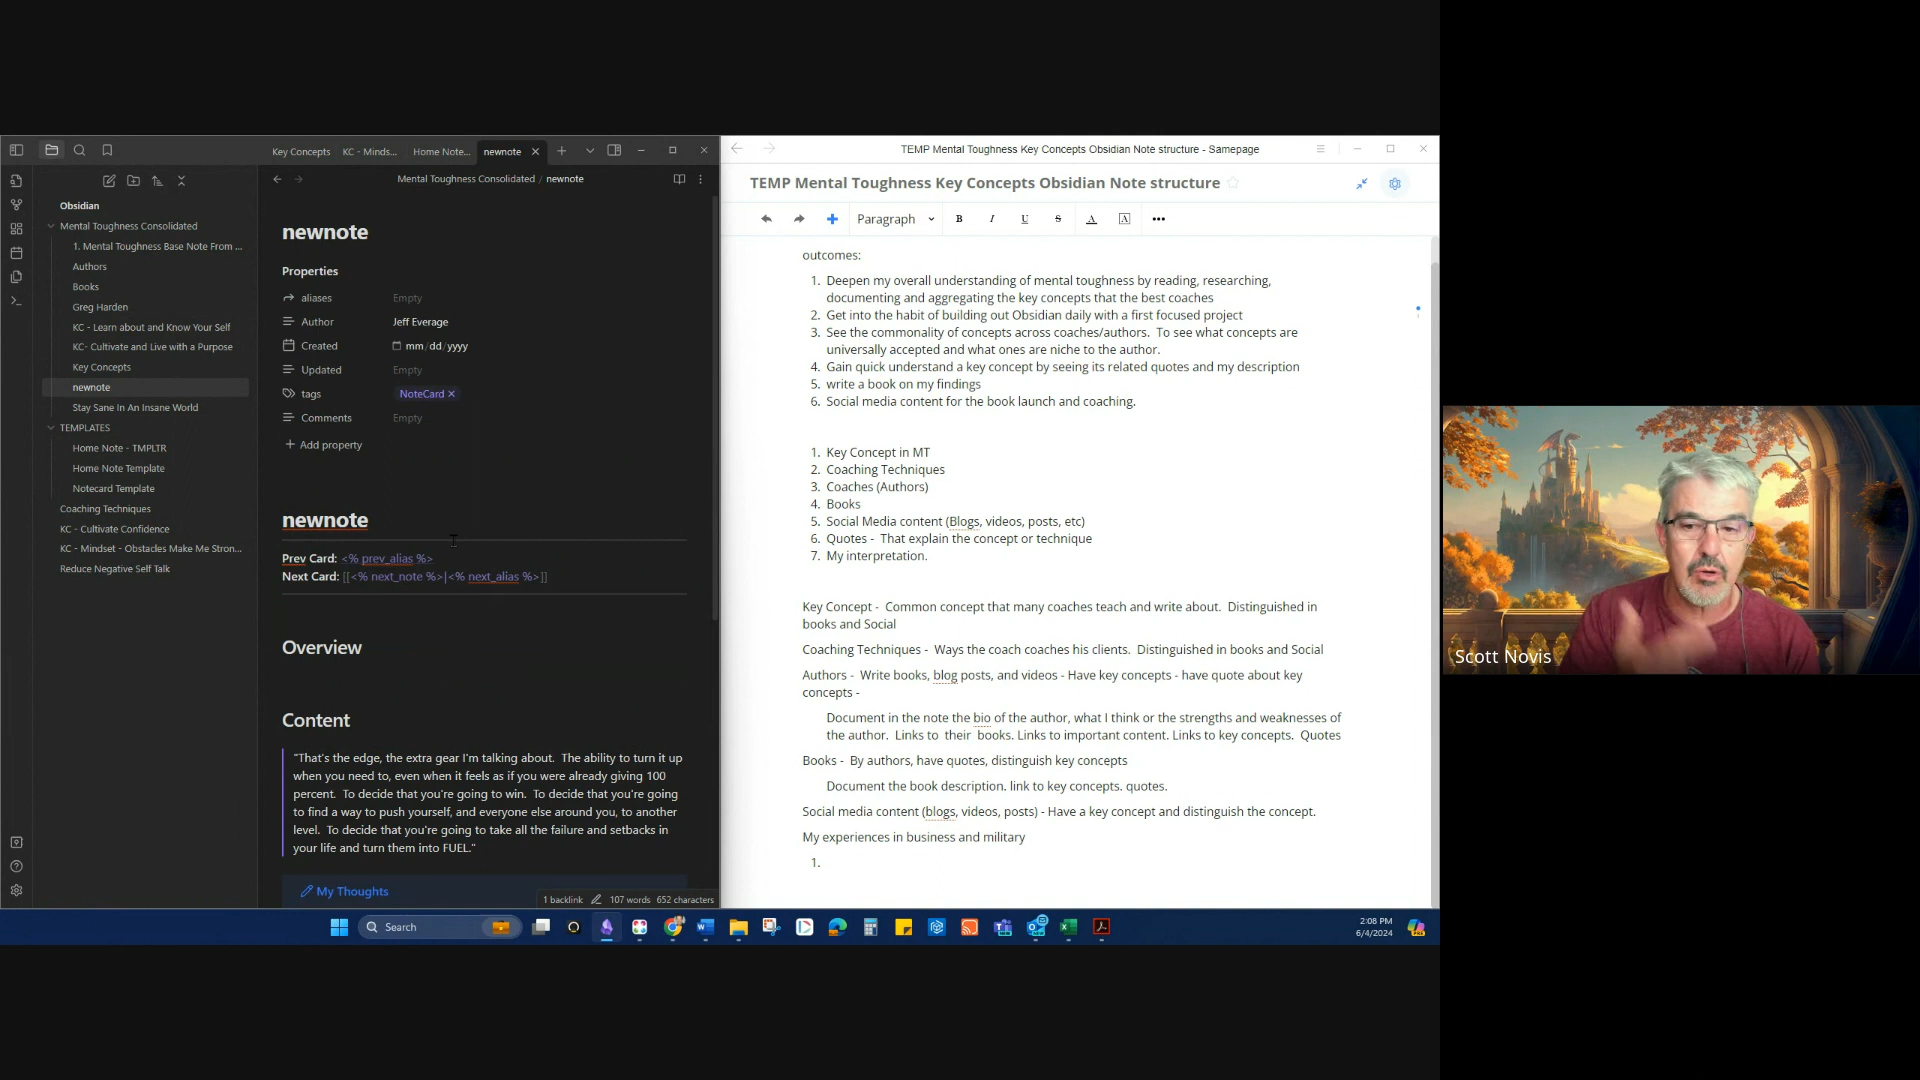 Key Concepts
KC - Minds...
Home Note...
newnote
Mental Toughness Consolidated / newnote
Obsidian
Mental Toughness Consolidated
1. Mental Toughness Base Note From ...
Authors
Books
Greg Harden
KC - Learn about and Know Your Self
KC- Cultivate and Live with a Purpose
Key Concepts
newnote
Stay Sane In An Insane World
TEMPLATES
Home Note - TMPLTR
Home Note Template
Notecard Template
Coaching Techniques
KC - Cultivate Confidence
KC - Mindset - Obstacles Make Me Stron...
Reduce Negative Self Talk
newnote
Properties
aliases Empty
Author Jeff Everage
Created mm/dd/yyyy
Updated Empty
tags NoteCard
Comments Empty
+ Add property
newnote
Prev Card: <% prev_alias %>
Next Card: [[<% next_note %>|<% next_alias %>]]
Overview
Content
"That's the edge, the extra gear I'm talking about. The ability to turn it up
when you need to, even when it feels as if you were already giving 100
percent. To decide that you're going to win. To decide that you're going
to find a way to push yourself, and everyone else around you, to another
level. To decide that you're going to take all the failure and setbacks in
your life and turn them into FUEL."
My Thoughts
1 backlink 107 words 652 characters
TEMP Mental Toughness Key Concepts Obsidian Note structure - Samepage
TEMP Mental Toughness Key Concepts Obsidian Note structure
Paragraph B I U S A A
outcomes:
1. Deepen my overall understanding of mental toughness by reading, researching,
documenting and aggregating the key concepts that the best coaches
2. Get into the habit of building out Obsidian daily with a first focused project
3. See the commonality of concepts across coaches/authors. To see what concepts are
universally accepted and what ones are niche to the author.
4. Gain quick understand a key concept by seeing its related quotes and my description
5. write a book on my findings
6. Social media content for the book launch and coaching.
1. Key Concept in MT
2. Coaching Techniques
3. Coaches (Authors)
4. Books
5. Social Media content (Blogs, videos, posts, etc)
6. Quotes - That explain the concept or technique
7. My interpretation.
Key Concept - Common concept that many coaches teach and write about. Distinguished in
books and Social
Coaching Techniques - Ways the coach coaches his clients. Distinguished in books and Social
Authors - Write books, blog posts, and videos - Have key concepts - have quote about key
concepts -
Document in the note the bio of the author, what I think or the strengths and weaknesses of
the author. Links to their books. Links to important content. Links to key concepts. Quotes
Books - By authors, have quotes, distinguish key concepts
Document the book description. link to key concepts. quotes.
Social media content (blogs, videos, posts) - Have a key concept and distinguish the concept.
My experiences in business and military
1.
Scott Novis
Search
2:08 PM
6/4/2024